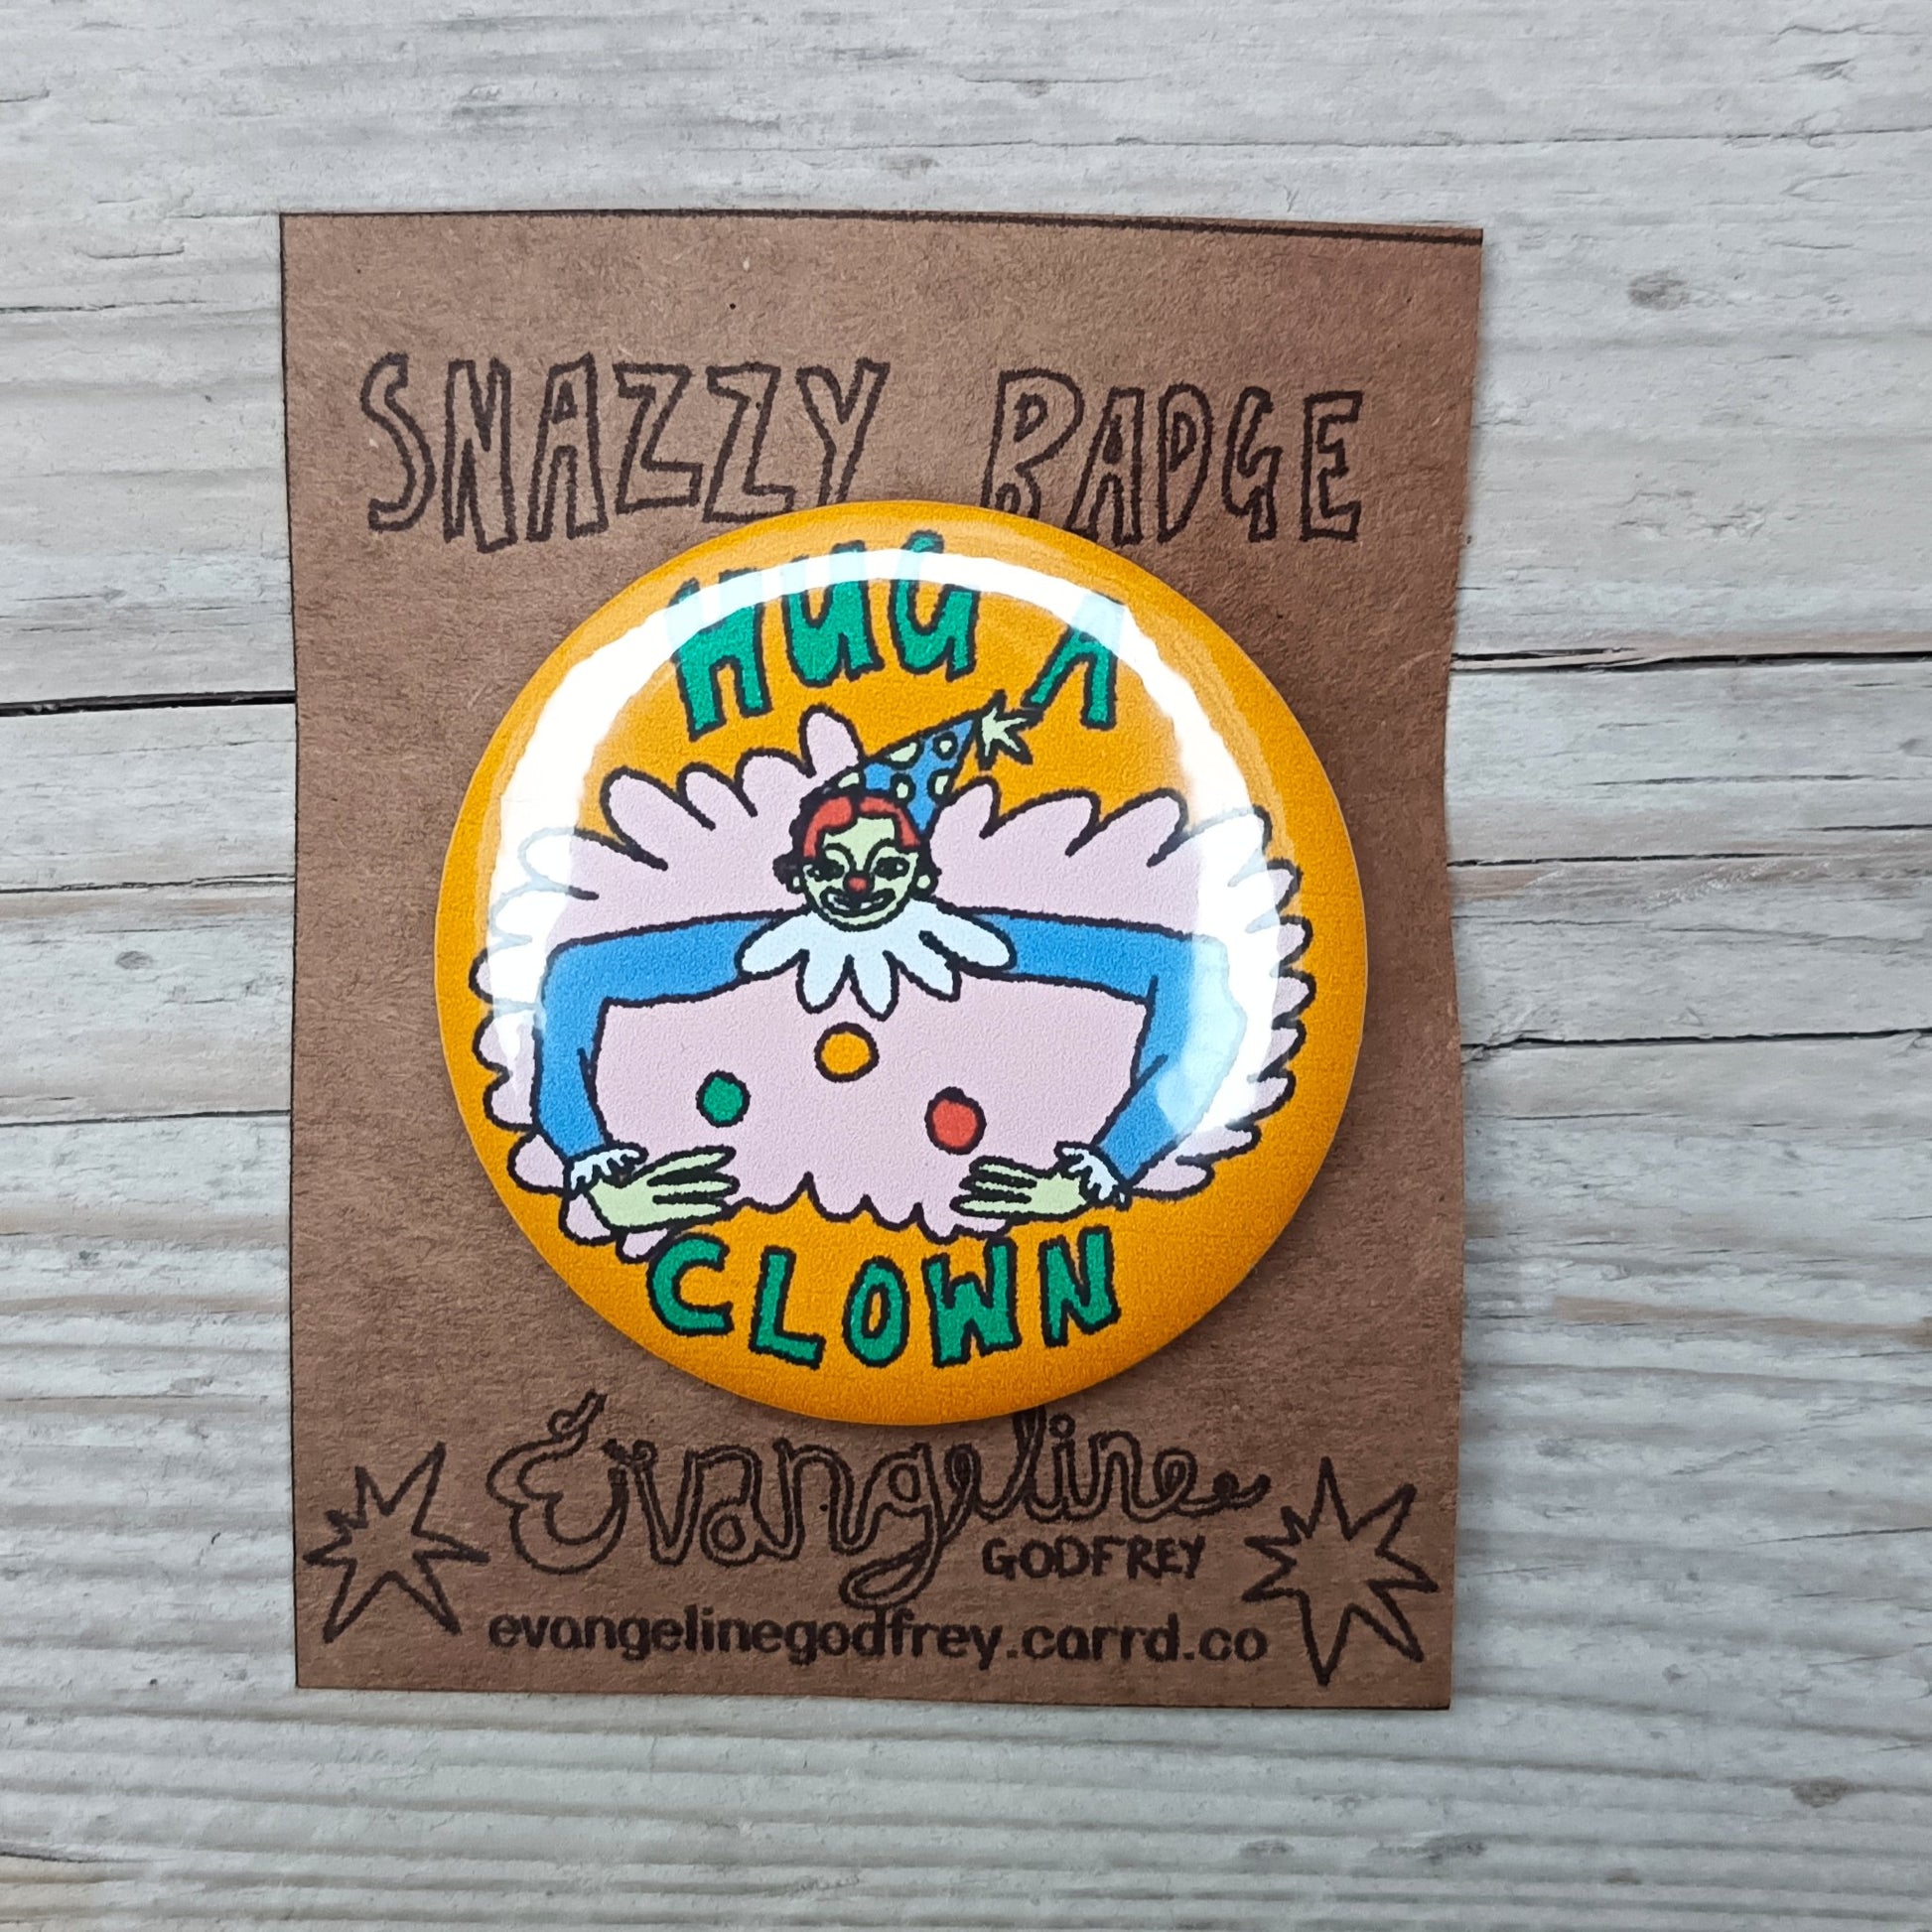 SNAZZY BADGE
HUG A
CLOWN
Evangeline
GODFREY
evangelinegodfrey.carrd.co